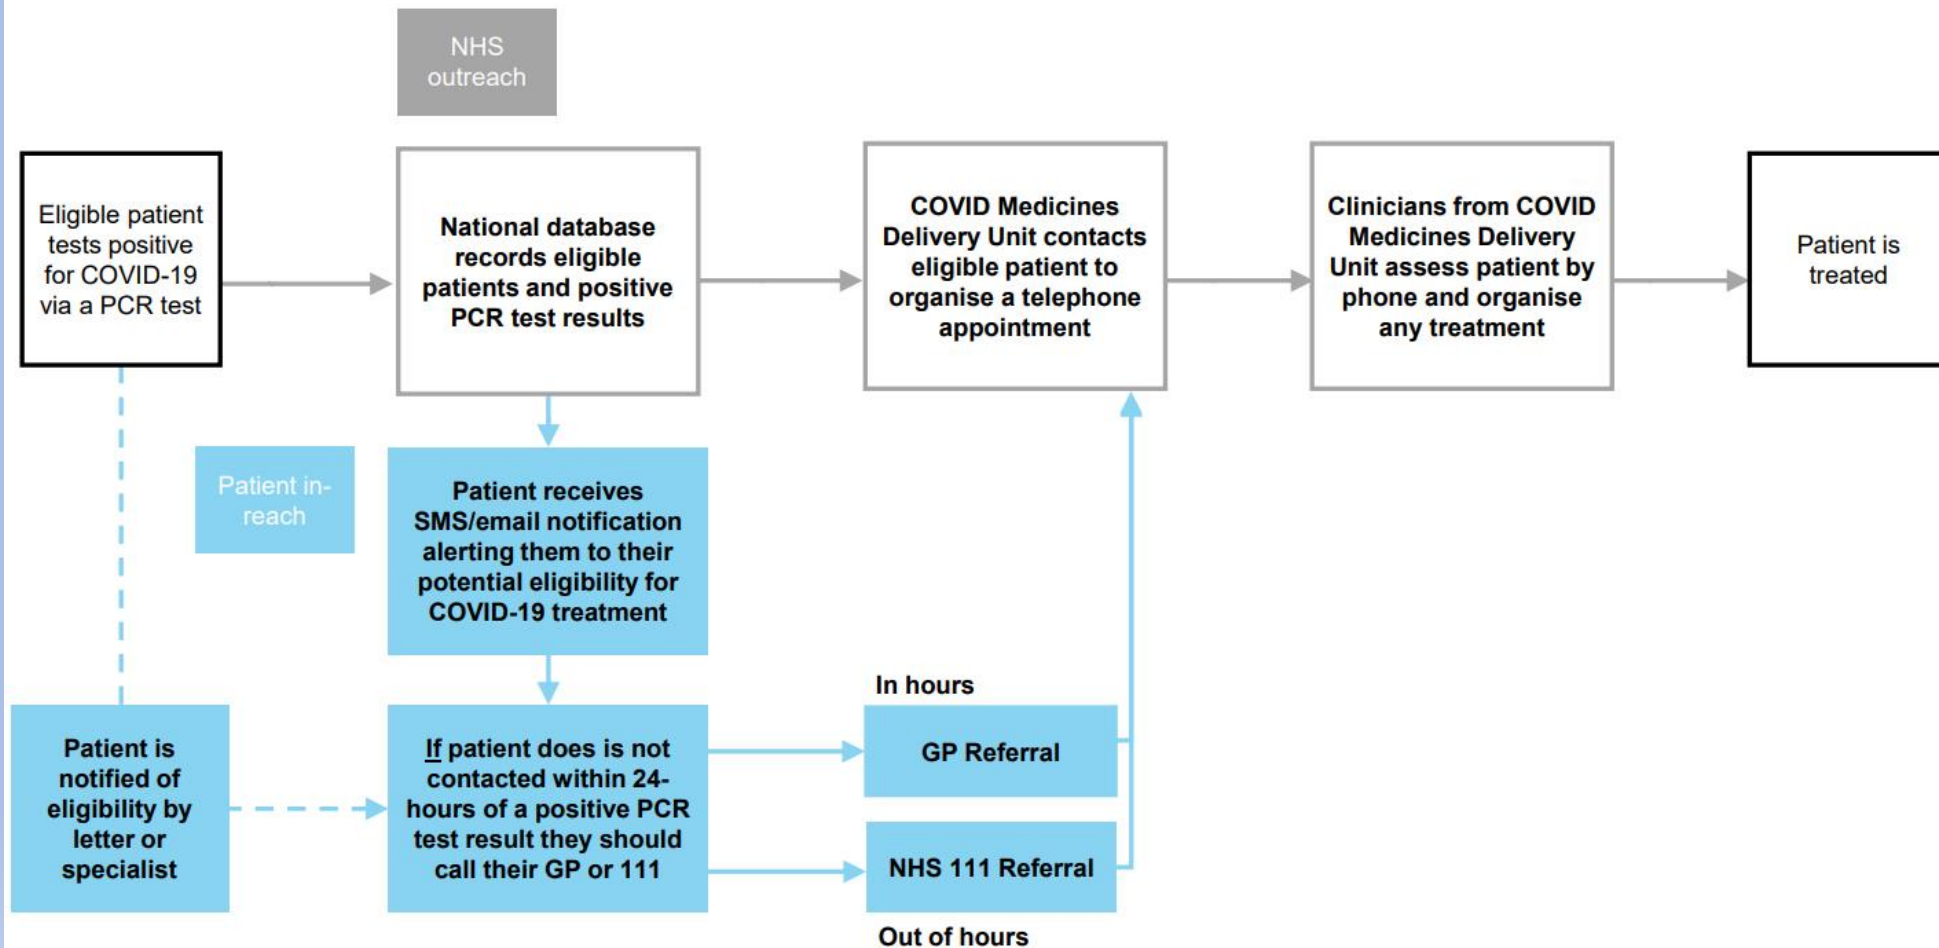 NHS
outreach
Eligible patient
tests positive
for COVID-19
via a PCR test
National database
records eligible
patients and positive
PCR test results
COVID Medicines
Delivery Unit contacts
eligible patient to
organise a telephone
appointment
Clinicians from COVID
Medicines Delivery
Unit assess patient by
phone and organise
any treatment
Patient is
treated
Patient in-
reach
Patient receives
SMS/email notification
alerting them to their
potential eligibility for
COVID-19 treatment
Patient is
notified of
eligibility by
letter or
specialist
If patient does is not
contacted within 24-
hours of a positive PCR
test result they should
call their GP or 111
In hours
GP Referral
NHS 111 Referral
Out of hours